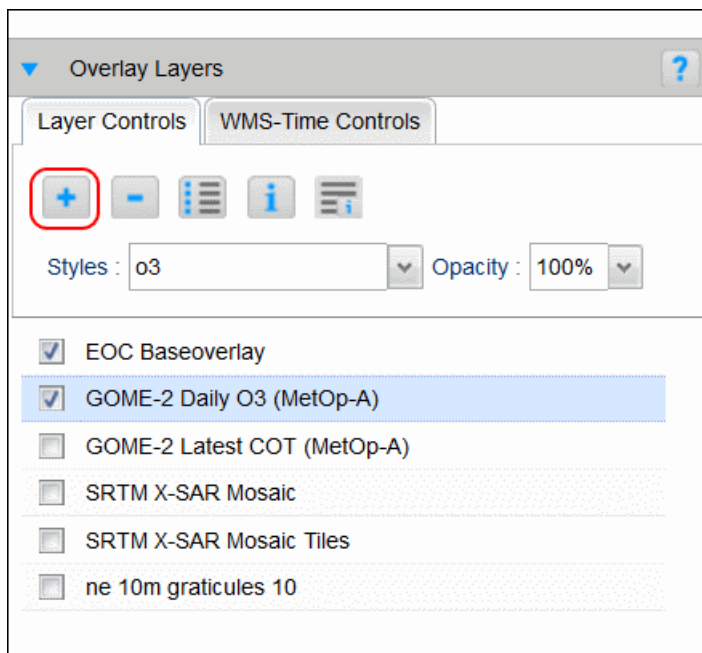 Overlay Layers ?
Layer Controls WMS-Time Controls
+ - i i
Styles : o3 Opacity : 100%
EOC Baseoverlay
GOME-2 Daily O3 (MetOp-A)
GOME-2 Latest COT (MetOp-A)
SRTM X-SAR Mosaic
SRTM X-SAR Mosaic Tiles
ne 10m graticules 10